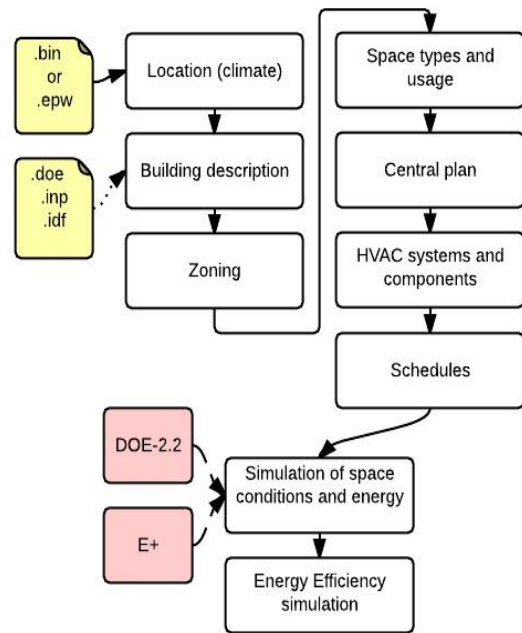 .bin
or
.epw
Location (climate)
.doe
.inp
.idf
Building description
Zoning
Space types and
usage
Central plan
HVAC systems and
components
Schedules
DOE-2.2
E+
Simulation of space
conditions and energy
Energy Efficiency
simulation